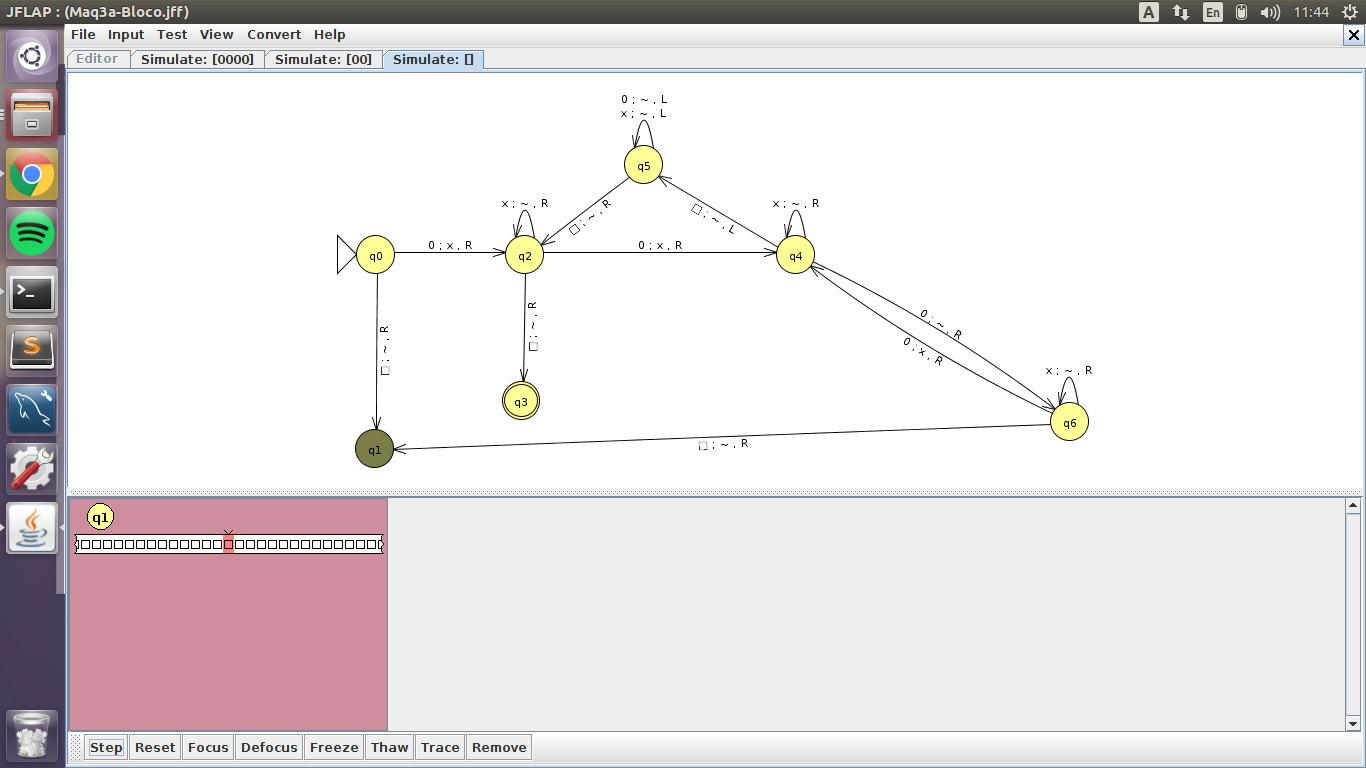 JFLAP : (Maq3a-Bloco.jff)
A En 11:44
File Input Test View Convert Help
Editor Simulate: [0000] Simulate: [00] Simulate: []
0 ; ~ , L
x ; ~ , L
q5
x ; ~ , R
x ; ~ , R
□ ; ~ , R
□ ; ~ , L
q0
0 ; x , R
q2
0 ; x , R
q4
□ ; ~ , R
□ ; ~ , R
0 ; ~ , R
0 ; x , R
x ; ~ , R
q3
q6
q1
□ ; ~ , R
q1
Step Reset Focus Defocus Freeze Thaw Trace Remove